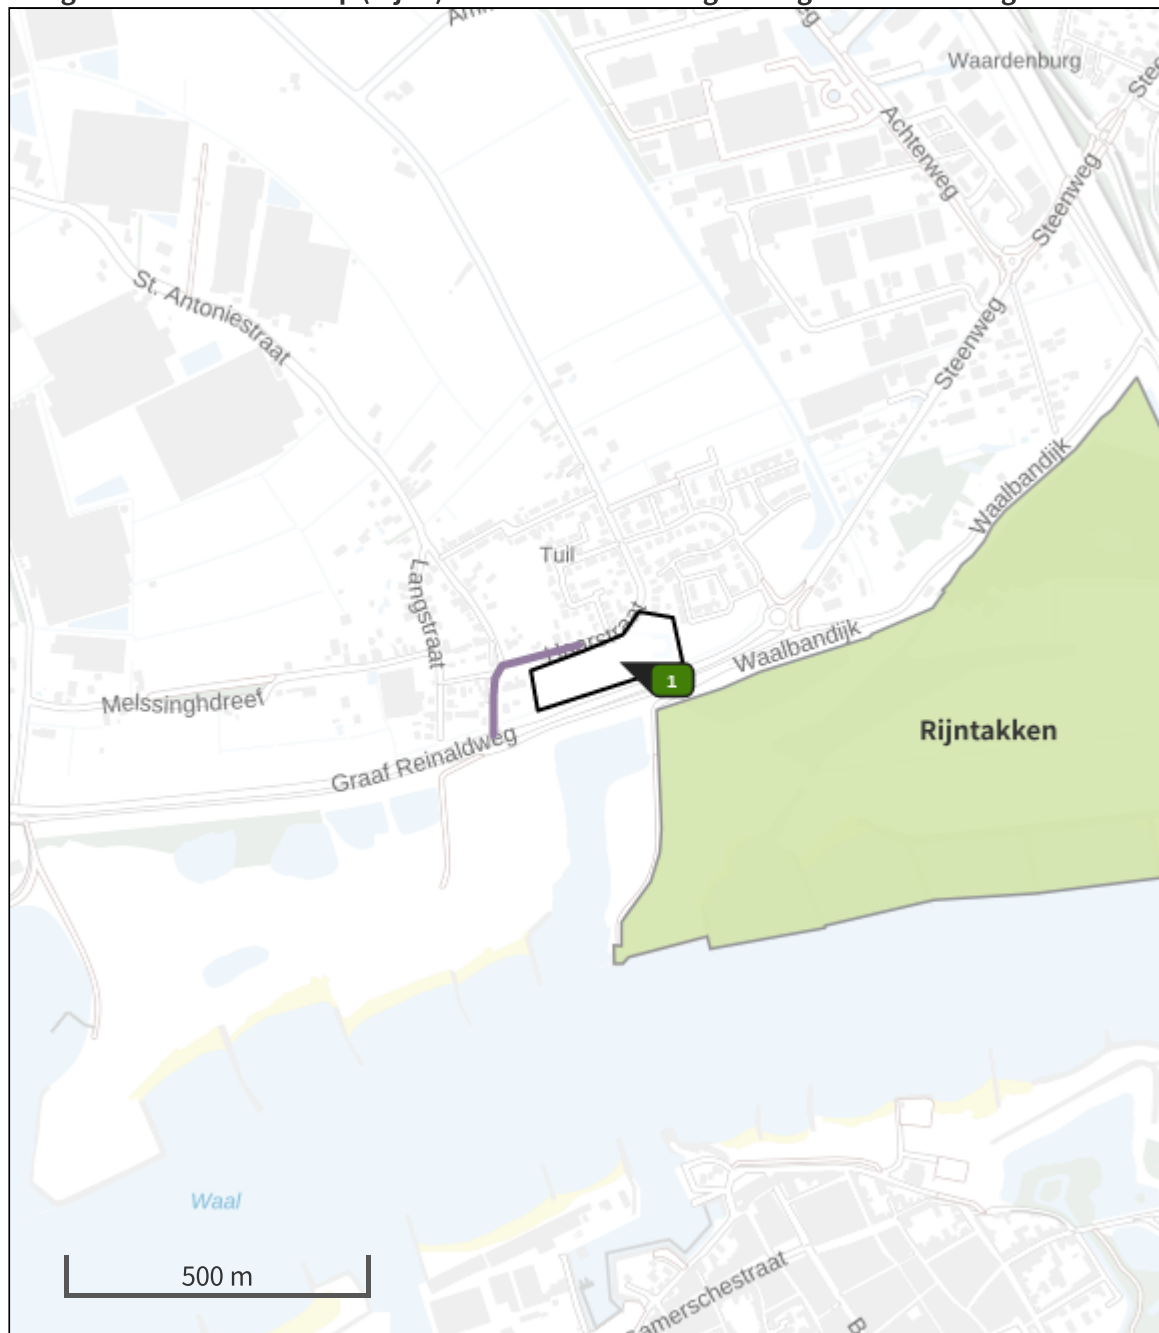 Waardenburg
Achterweg
Steenweg
Steenweg
St. Antoniestraat
Waalbandijk
Tuil
Langstraat
Waalbandijk
1
Melssinghdreef
Rijntakken
Graaf Reinaldweg
Waal
500 m